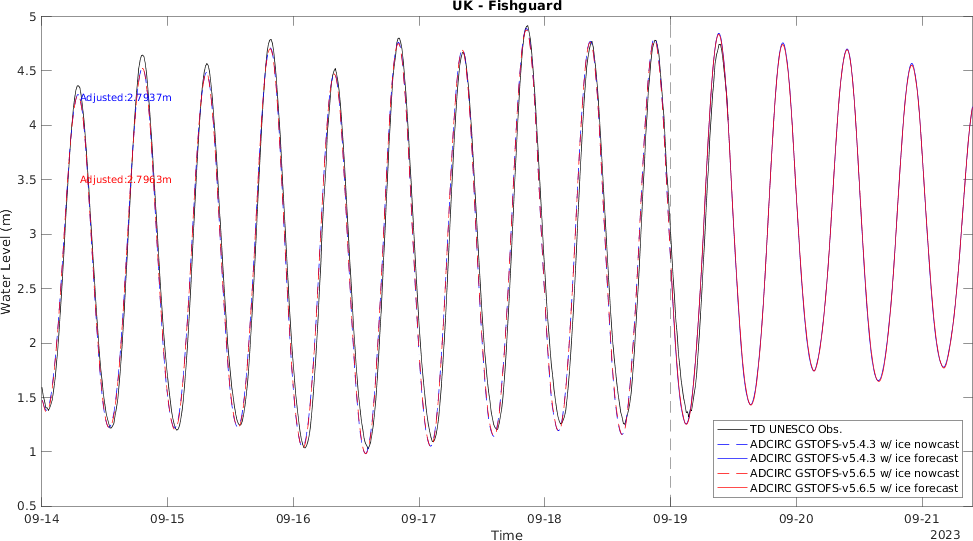 UK - Fishguard
5
4.5
4
3.5
3
2.5
2
1.5
1
0.5
Water Level (m)
Adjusted:2.7937m
Adjusted:2.7963m
TD UNESCO Obs.
ADCIRC GSTOFS-v5.4.3 w/ ice nowcast
ADCIRC GSTOFS-v5.4.3 w/ ice forecast
ADCIRC GSTOFS-v5.6.5 w/ ice nowcast
ADCIRC GSTOFS-v5.6.5 w/ ice forecast
09-14 09-15 09-16 09-17 09-18 09-19 09-20 09-21
Time
2023